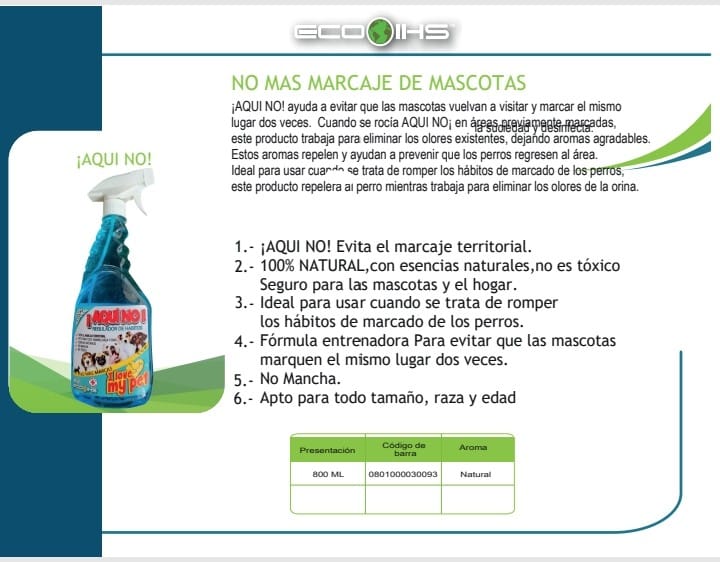 ECO IHS
NO MAS MARCAJE DE MASCOTAS
¡AQUI NO! ayuda a evitar que las mascotas vuelvan a visitar y marcar el mismo
lugar dos veces. Cuando se rocía AQUI NO¡ en áreas previamente marcadas,
la suciedad y desinfecta.
este producto trabaja para eliminar los olores existentes, dejando aromas agradables.
Estos aromas repelen y ayudan a prevenir que los perros regresen al área.
Ideal para usar cuando se trata de romper los hábitos de marcado de los perros,
este producto repelera al perro mientras trabaja para eliminar los olores de la orina.
¡AQUI NO!
¡AQUI NO!
REGULADOR DE HABITOS
I love
my pet
1.- ¡AQUI NO! Evita el marcaje territorial.
2.- 100% NATURAL,con esencias naturales,no es tóxico
Seguro para las mascotas y el hogar.
3.- Ideal para usar cuando se trata de romper
los hábitos de marcado de los perros.
4.- Fórmula entrenadora Para evitar que las mascotas
marquen el mismo lugar dos veces.
5.- No Mancha.
6.- Apto para todo tamaño, raza y edad
Presentación Código de barra Aroma
800 ML 0801000030093 Natural